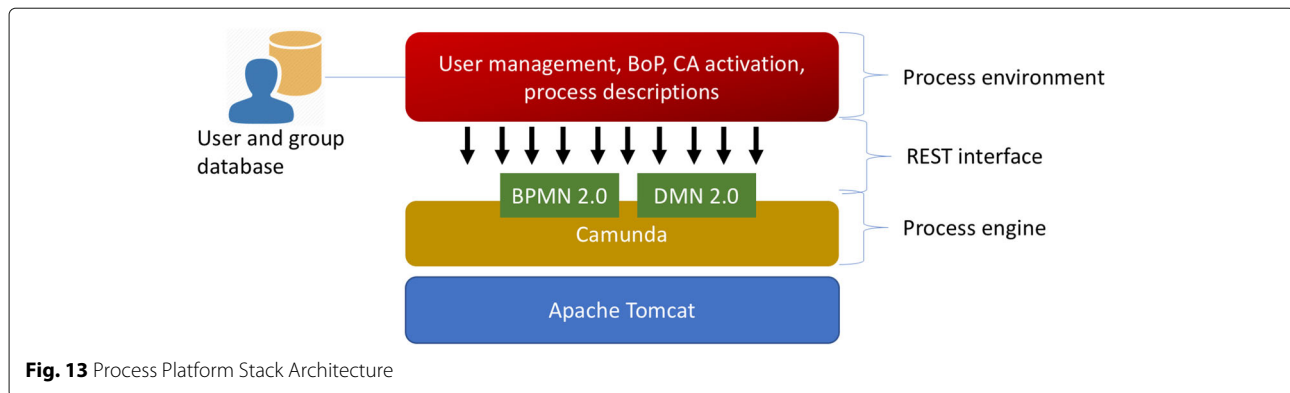 User management, BoP, CA activation,
process descriptions
Process environment
User and group
database
REST interface
BPMN 2.0
DMN 2.0
Camunda
Process engine
Apache Tomcat
Fig. 13 Process Platform Stack Architecture